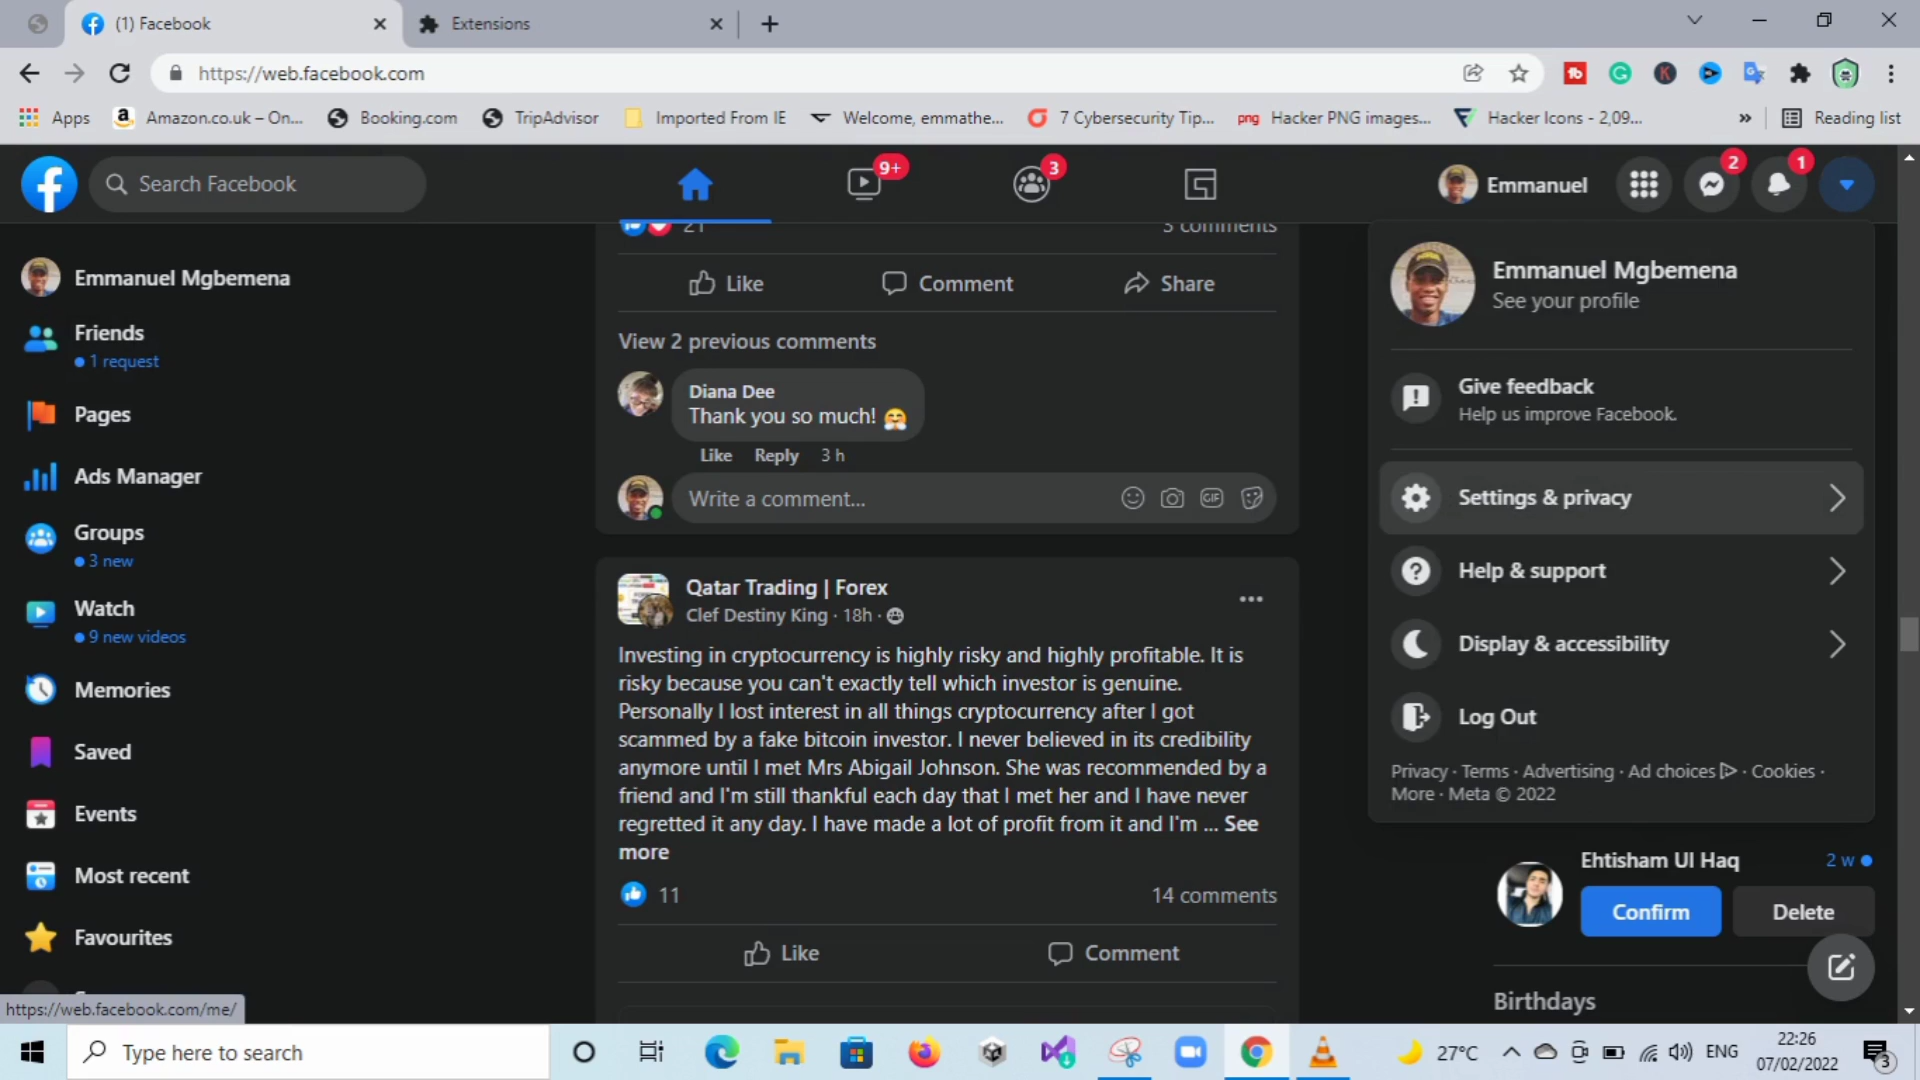 (1) Facebook
Extensions
https://web.facebook.com
Apps
Amazon.co.uk – On...
Booking.com
TripAdvisor
Imported From IE
Welcome, emmathe...
7 Cybersecurity Tip...
png Hacker PNG images...
Hacker Icons - 2,09...
»
Reading list
Search Facebook
9+
3
Emmanuel
2
1
Emmanuel Mgbemena
Friends
1 request
Pages
Ads Manager
Groups
3 new
Watch
9 new videos
Memories
Saved
Events
Most recent
Favourites
https://web.facebook.com/me/
21
3 comments
Like
Comment
Share
View 2 previous comments
Diana Dee
Thank you so much! 🤗
Like Reply 3 h
Write a comment...
GIF
Qatar Trading | Forex
Clef Destiny King · 18h ·
Investing in cryptocurrency is highly risky and highly profitable. It is
risky because you can't exactly tell which investor is genuine.
Personally I lost interest in all things cryptocurrency after I got
scammed by a fake bitcoin investor. I never believed in its credibility
anymore until I met Mrs Abigail Johnson. She was recommended by a
friend and I'm still thankful each day that I met her and I have never
regretted it any day. I have made a lot of profit from it and I'm ... See
more
11
14 comments
Like
Comment
Emmanuel Mgbemena
See your profile
Give feedback
Help us improve Facebook.
Settings & privacy
Help & support
Display & accessibility
Log Out
Privacy · Terms · Advertising · Ad choices · Cookies ·
More · Meta © 2022
Ehtisham Ul Haq
2 w
Confirm
Delete
Birthdays
Type here to search
27°C
ENG
22:26
07/02/2022
3